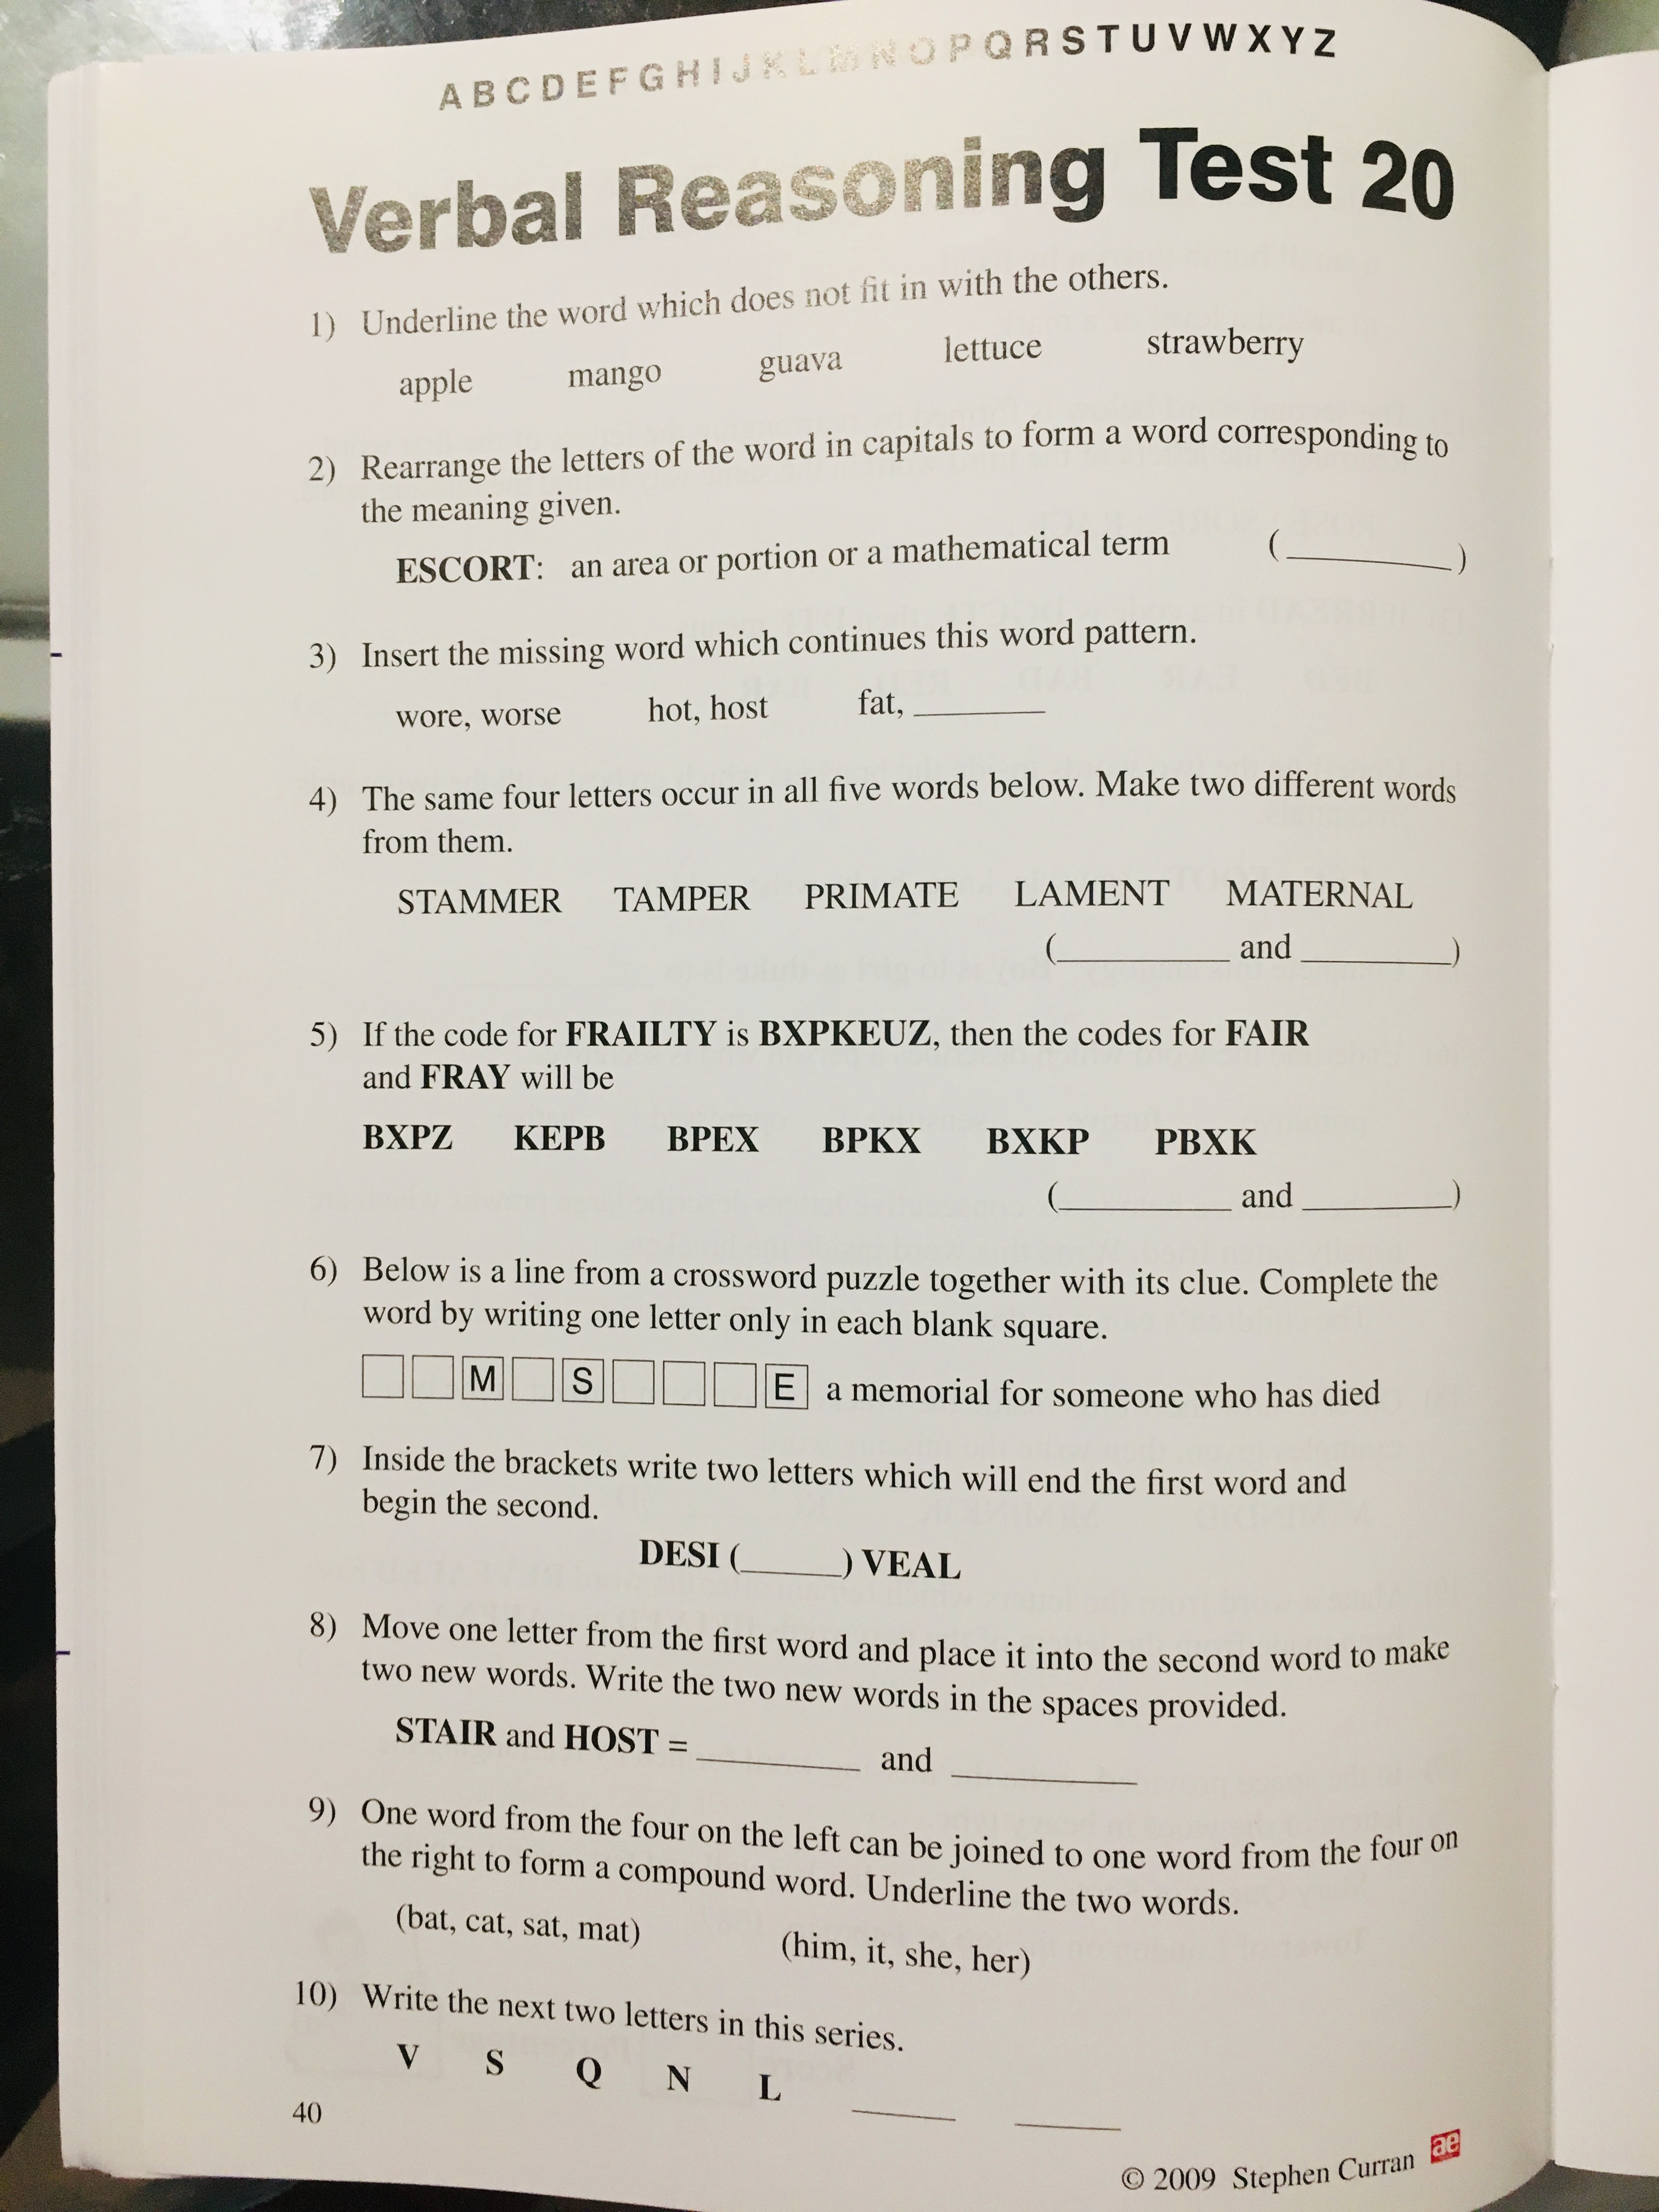 ABCDEFGHIJKLMNOPQRSTUVWXYZ
Verbal Reasoning Test 20
1) Underline the word which does not fit in with the others.
apple mango guava lettuce strawberry
2) Rearrange the letters of the word in capitals to form a word corresponding to
the meaning given.
ESCORT: an area or portion or a mathematical term (__________)
3) Insert the missing word which continues this word pattern.
wore, worse hot, host fat, ________
4) The same four letters occur in all five words below. Make two different words
from them.
STAMMER TAMPER PRIMATE LAMENT MATERNAL
(__________ and _________)
5) If the code for FRAILTY is BXPKEUZ, then the codes for FAIR
and FRAY will be
BXPZ KEPB BPEX BPKX BXKP PBXK
(__________ and _________)
6) Below is a line from a crossword puzzle together with its clue. Complete the
word by writing one letter only in each blank square.
M S E a memorial for someone who has died
7) Inside the brackets write two letters which will end the first word and
begin the second.
DESI (______) VEAL
8) Move one letter from the first word and place it into the second word to make
two new words. Write the two new words in the spaces provided.
STAIR and HOST = __________ and ___________
9) One word from the four on the left can be joined to one word from the four on
the right to form a compound word. Underline the two words.
(bat, cat, sat, mat) (him, it, she, her)
10) Write the next two letters in this series.
V S Q N L ______ ______
40
© 2009 Stephen Curran ae